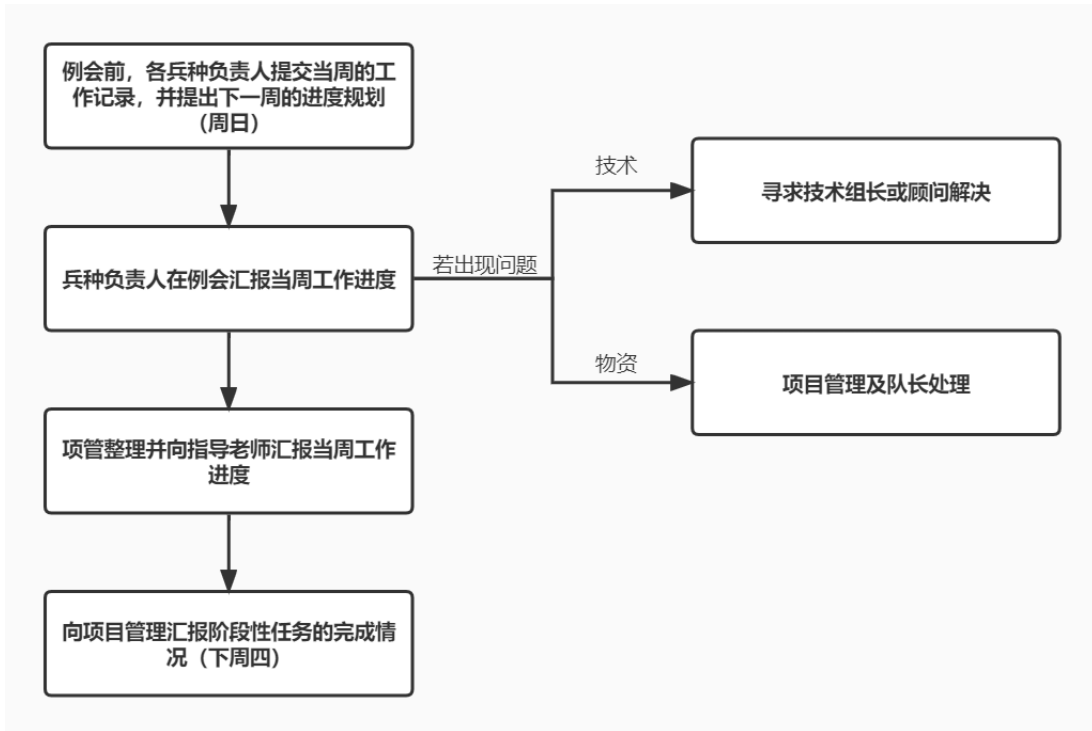 例会前，各兵种负责人提交当周的工
作记录，并提出下一周的进度规划
（周日）
技术
寻求技术组长或顾问解决
兵种负责人在例会汇报当周工作进度
若出现问题
物资
项目管理及队长处理
项管整理并向指导老师汇报当周工作
进度
向项目管理汇报阶段性任务的完成情
况（下周四）